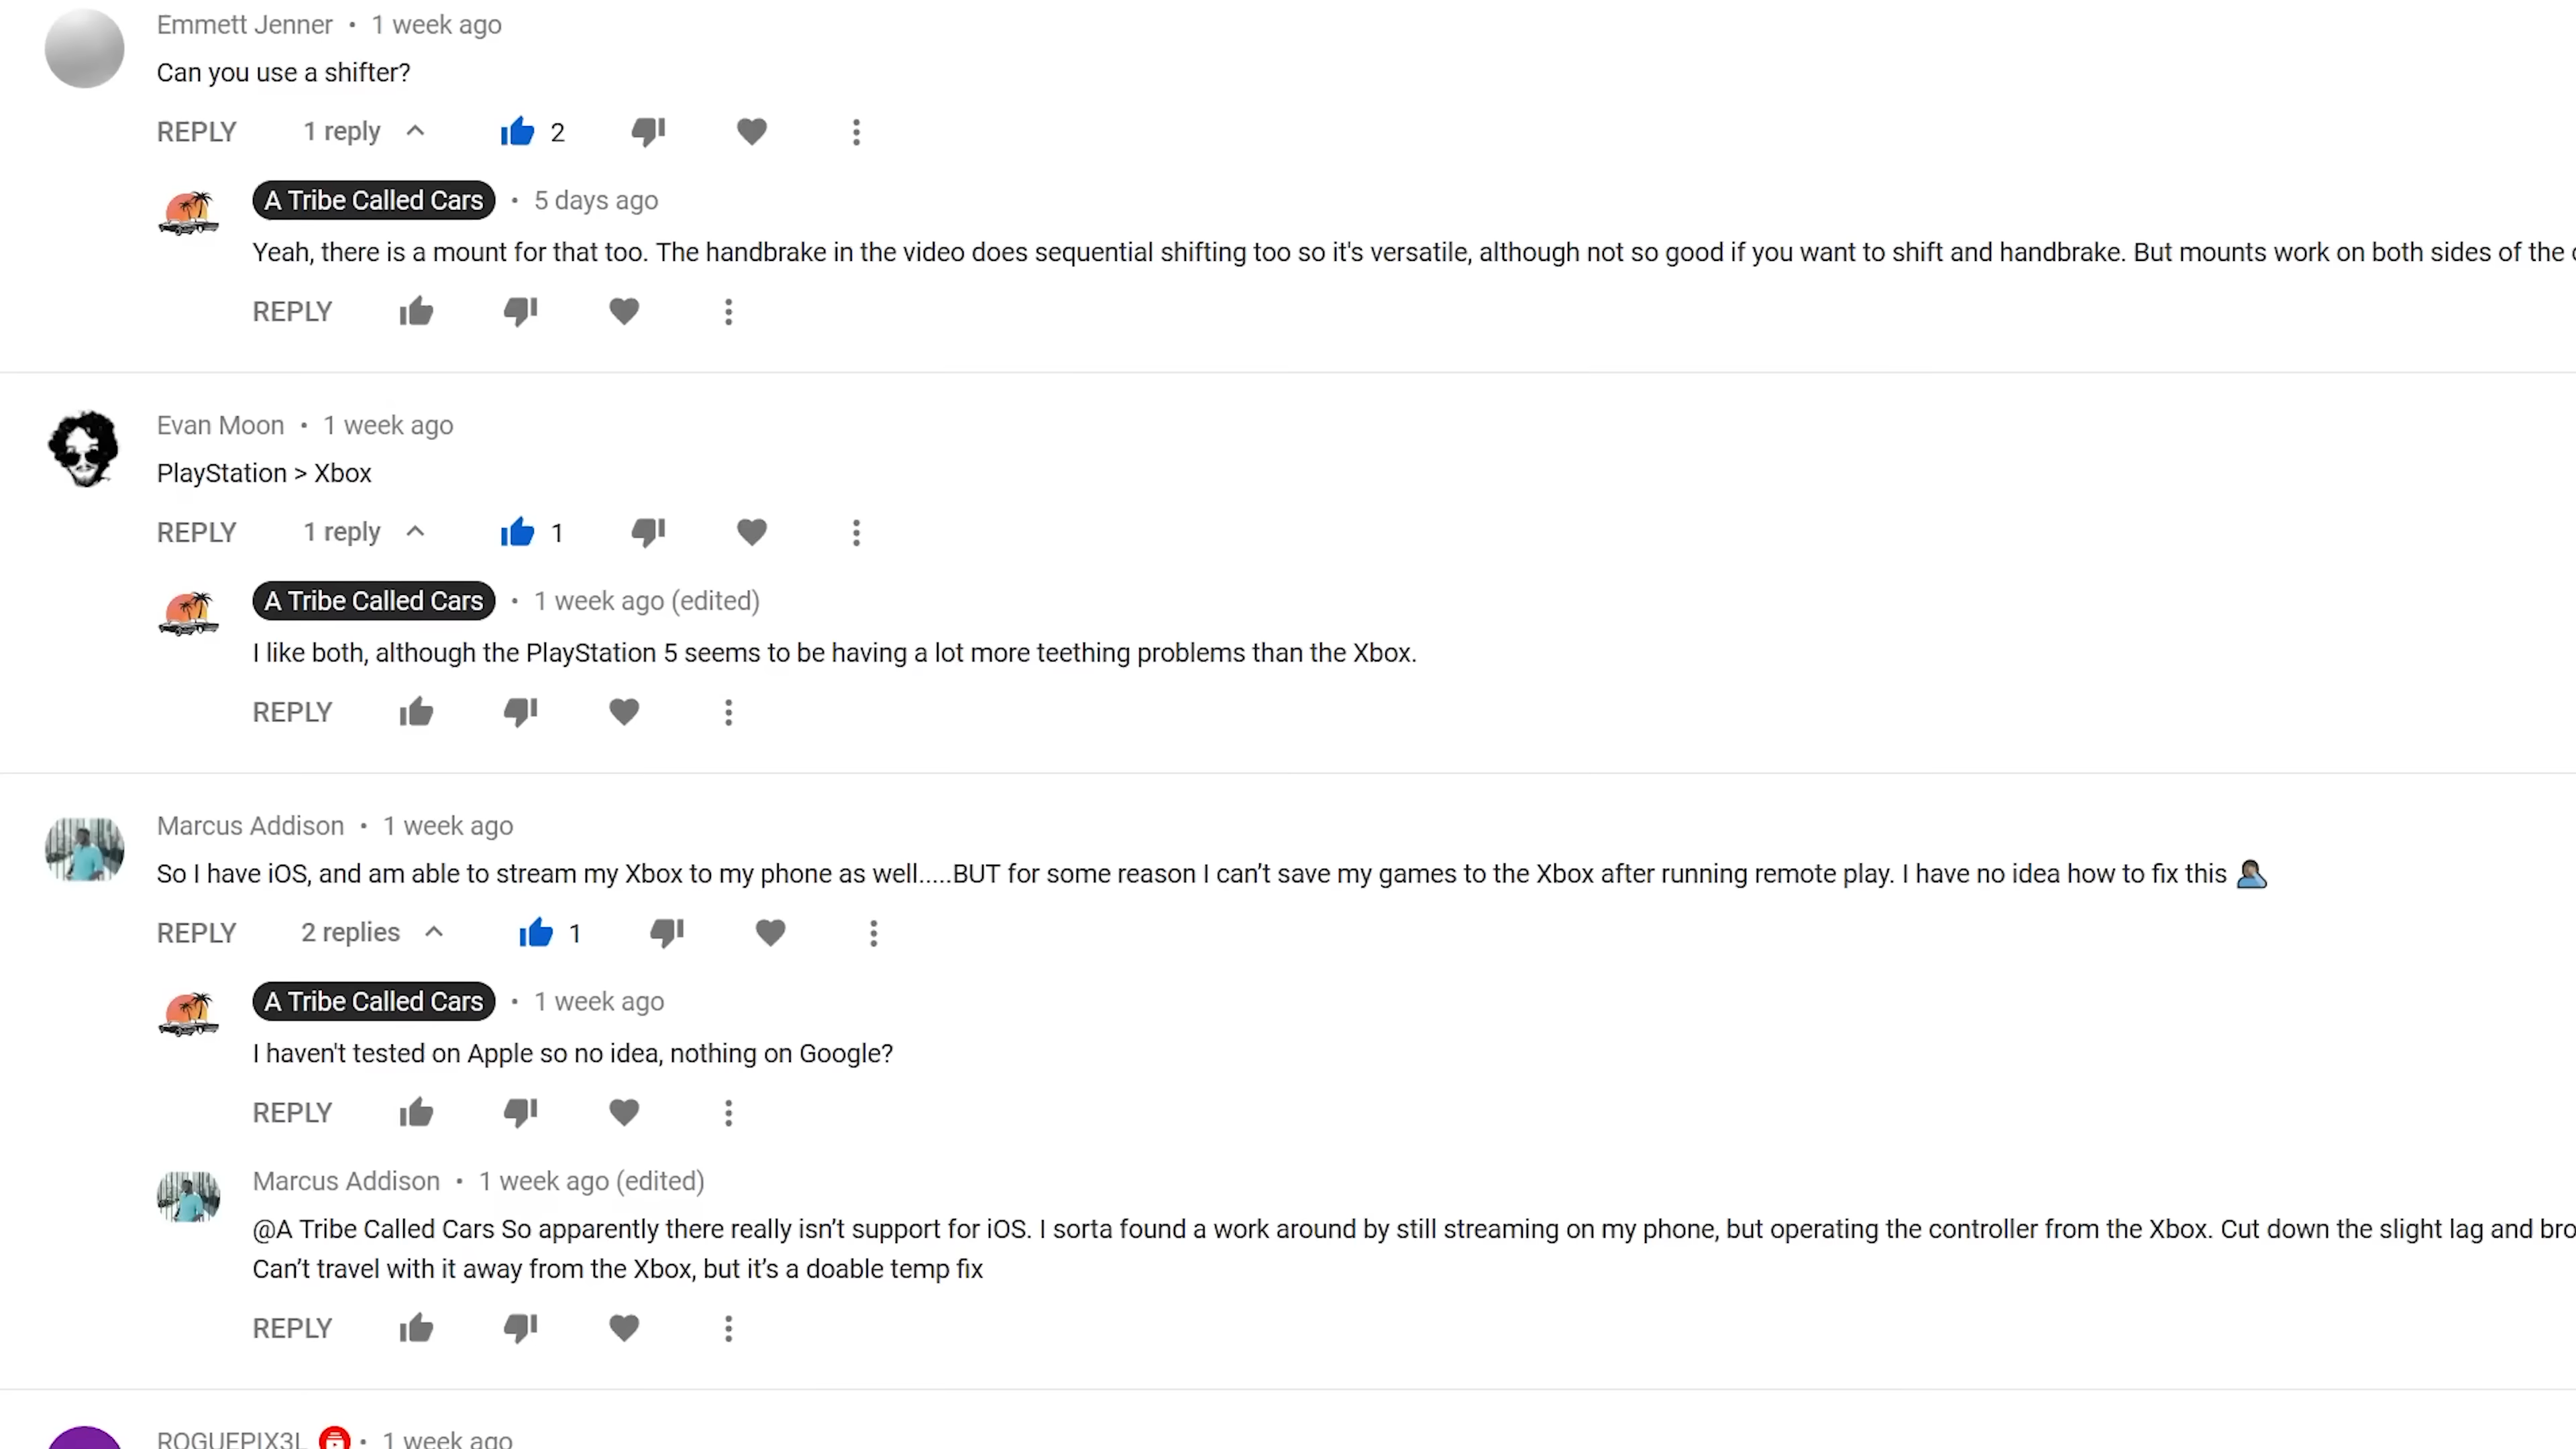 Emmett Jenner • 1 week ago
Can you use a shifter?
REPLY 1 reply 2
A Tribe Called Cars • 5 days ago
Yeah, there is a mount for that too. The handbrake in the video does sequential shifting too so it's versatile, although not so good if you want to shift and handbrake. But mounts work on both sides of the
REPLY
Evan Moon • 1 week ago
PlayStation > Xbox
REPLY 1 reply 1
A Tribe Called Cars • 1 week ago (edited)
I like both, although the PlayStation 5 seems to be having a lot more teething problems than the Xbox.
REPLY
Marcus Addison • 1 week ago
So I have iOS, and am able to stream my Xbox to my phone as well.....BUT for some reason I can’t save my games to the Xbox after running remote play. I have no idea how to fix this
REPLY 2 replies 1
A Tribe Called Cars • 1 week ago
I haven't tested on Apple so no idea, nothing on Google?
REPLY
Marcus Addison • 1 week ago (edited)
@A Tribe Called Cars So apparently there really isn’t support for iOS. I sorta found a work around by still streaming on my phone, but operating the controller from the Xbox. Cut down the slight lag and
Can’t travel with it away from the Xbox, but it’s a doable temp fix
REPLY
ROGUEPIX3L • 1 week ago